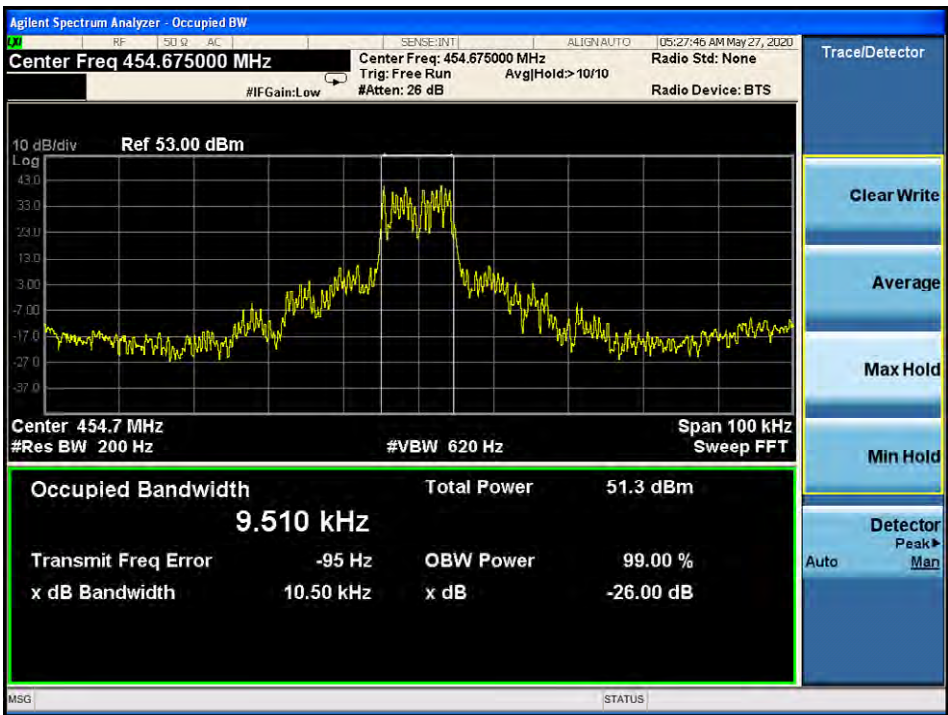 Agilent Spectrum Analyzer - Occupied BW
RF 50 Ω AC SENSE:INT ALIGN AUTO 05:27:46 AM May 27, 2020
Center Freq 454.675000 MHz
Center Freq: 454.675000 MHz
Radio Std: None
Trig: Free Run Avg|Hold:>10/10
#IFGain:Low
#Atten: 26 dB
Radio Device: BTS
10 dB/div Ref 53.00 dBm
Log
43.0
33.0
23.0
13.0
3.00
-7.00
-17.0
-27.0
-37.0
Center 454.7 MHz
Span 100 kHz
#Res BW 200 Hz
#VBW 620 Hz
Sweep FFT
Occupied Bandwidth
Total Power 51.3 dBm
9.510 kHz
Transmit Freq Error -95 Hz
OBW Power 99.00 %
x dB Bandwidth 10.50 kHz
x dB -26.00 dB
MSG
STATUS
Trace/Detector
Clear Write
Average
Max Hold
Min Hold
Detector
Peak▶
Auto Man